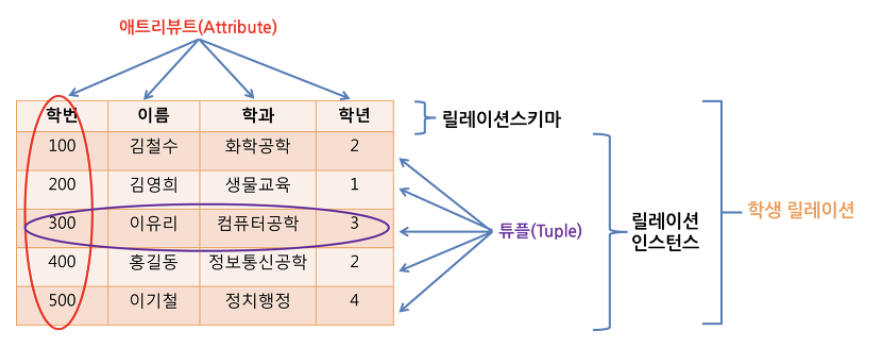 애트리뷰트(Attribute)
학번 이름 학과 학년
릴레이션스키마
100 김철수 화학공학 2
200 김영희 생물교육 1
300 이유리 컴퓨터공학 3
400 홍길동 정보통신공학 2
500 이기철 정치행정 4
튜플(Tuple)
릴레이션
인스턴스
학생 릴레이션